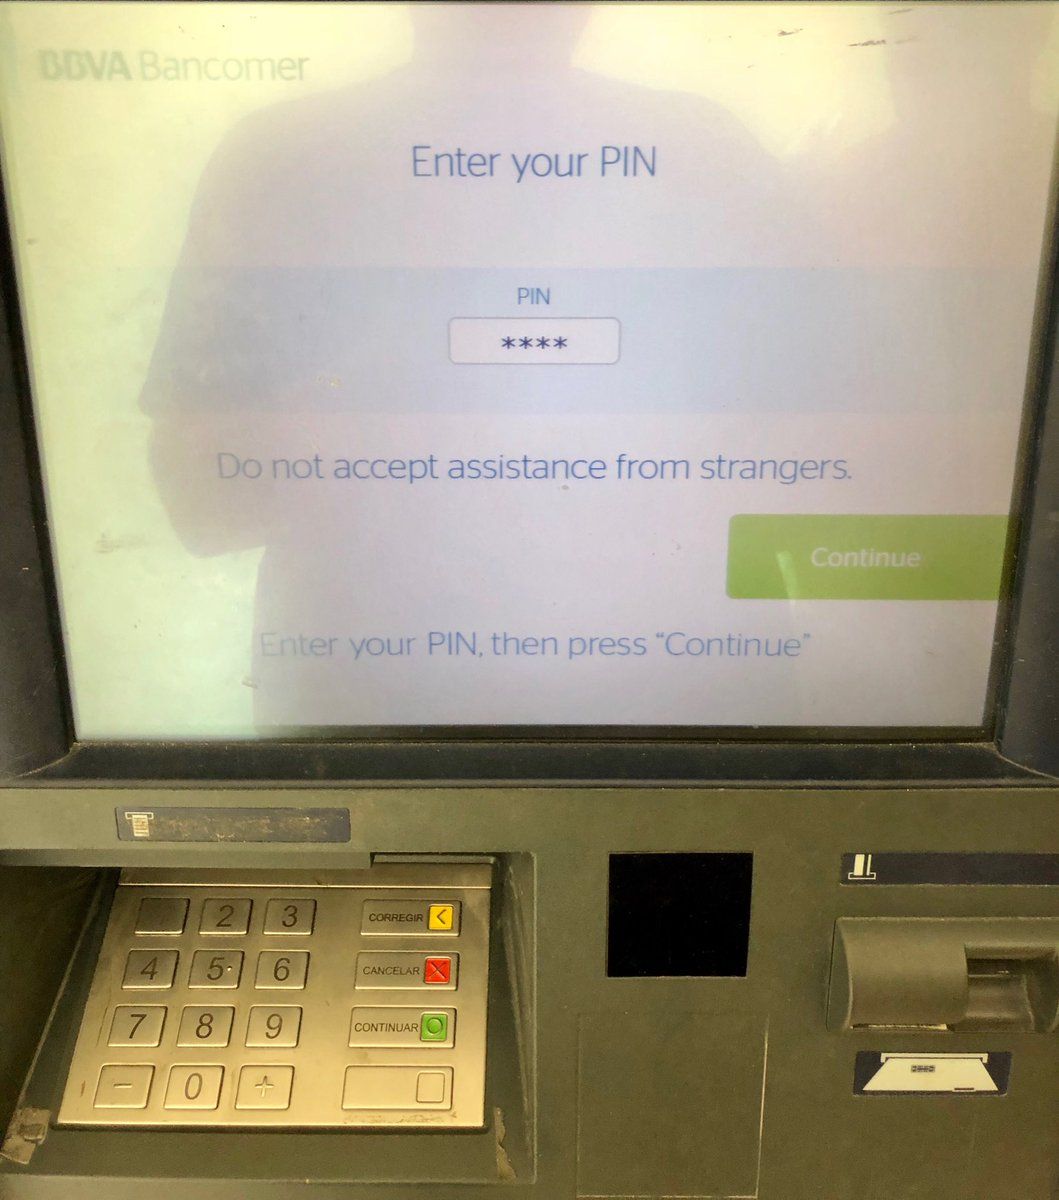 BBVA Bancomer
Enter your PIN
PIN
****
Do not accept assistance from strangers.
Continue
Enter your PIN, then press “Continue”
2 3 CORREGIR <
4 5 6 CANCELAR X
7 8 9 CONTINUAR O
- 0 +